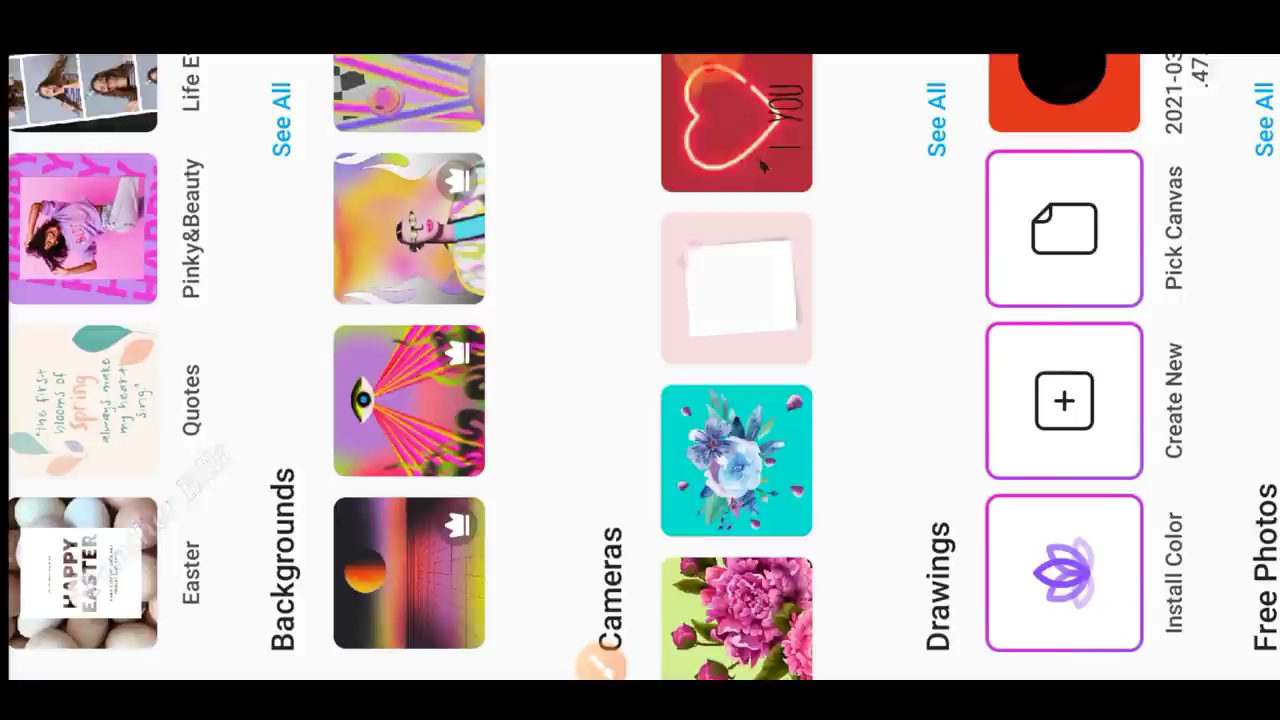 Easter
Quotes
Pinky&Beauty
Life E
HAPPY
EASTER
"the first
blooms of
spring
always make
my heart
sing"
Backgrounds
See All
Cameras
I YOU
Drawings
See All
Install Color
Create New
Pick Canvas
2021-03
.47
Free Photos
See All